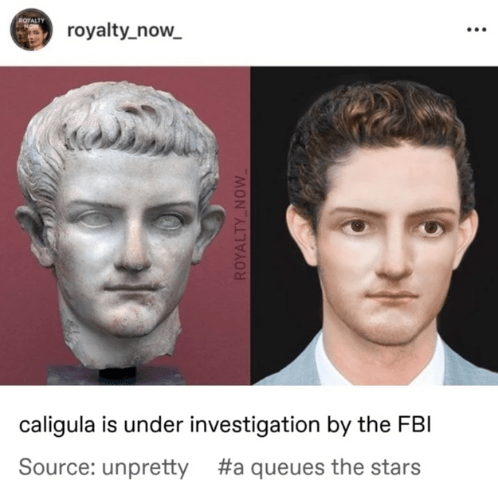 ROYALTY
NOW
royalty_now_
ROYALTY_NOW_
caligula is under investigation by the FBI
Source: unpretty #a queues the stars